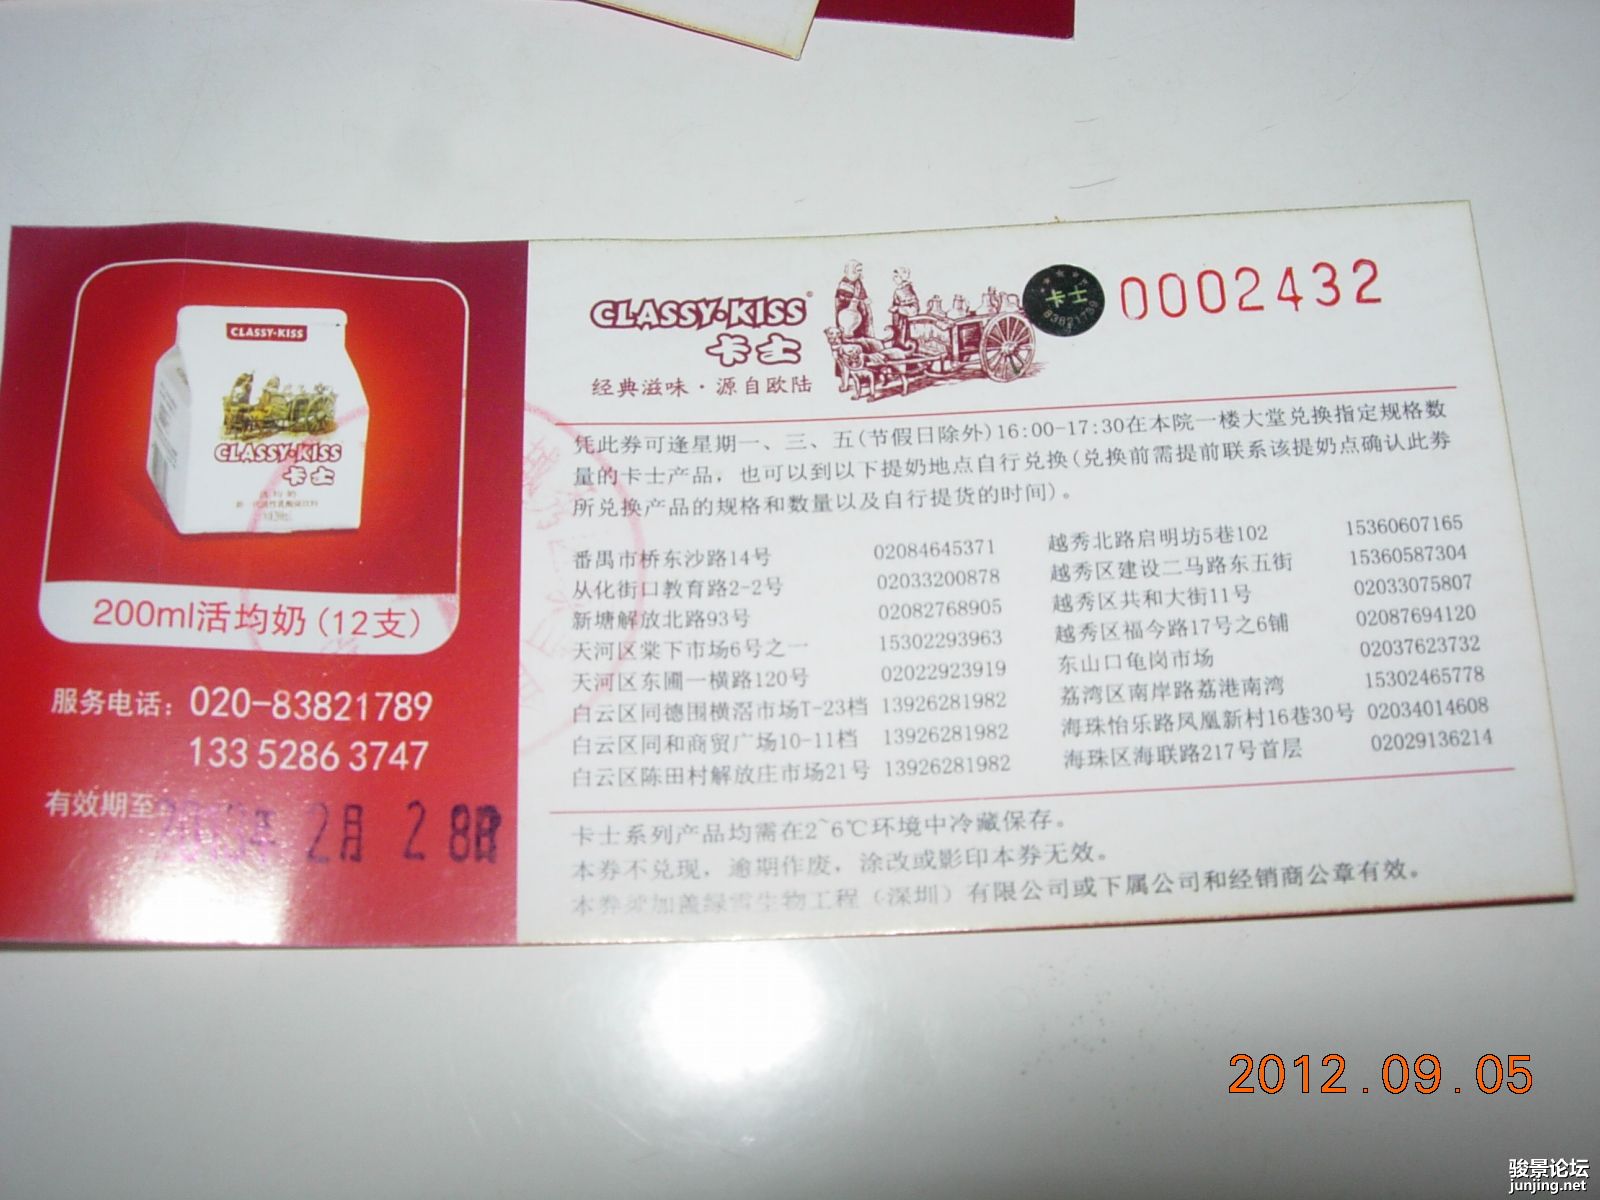 CLASSY·KISS
CLASSY·KISS
卡士
活均奶
200ml活均奶(12支)
服务电话：020-83821789
133 5286 3747
有效期至 2013年 2月 28日
CLASSY·KISS®
卡士
经典滋味·源自欧陆
卡士
83821789
0002432
凭此券可逢星期一、三、五(节假日除外)16:00-17:30在本院一楼大堂兑换指定规格数
量的卡士产品，也可以到以下提奶地点自行兑换(兑换前需提前联系该提奶点确认此券
所兑换产品的规格和数量以及自行提货的时间)。
番禺市桥东沙路14号 02084645371
从化街口教育路2-2号 02033200878
新塘解放北路93号 02082768905
天河区棠下市场6号之一 15302293963
天河区东圃一横路120号 02022923919
白云区同德围横滘市场T-23档 13926281982
白云区同和商贸广场10-11档 13926281982
白云区陈田村解放庄市场21号 13926281982
越秀北路启明坊5巷102 15360607165
越秀区建设二马路东五街 15360587304
越秀区共和大街11号 02033075807
越秀区福今路17号之6铺 02087694120
东山口龟岗市场 02037623732
荔湾区南岸路荔港南湾 15302465778
海珠怡乐路凤凰新村16巷30号 02034014608
海珠区海联路217号首层 02029136214
卡士系列产品均需在2~6℃环境中冷藏保存。
本券不兑现，逾期作废，涂改或影印本券无效。
本券须加盖绿雪生物工程（深圳）有限公司或下属公司和经销商公章有效。
2012.09.05
骏景论坛
junjing.net